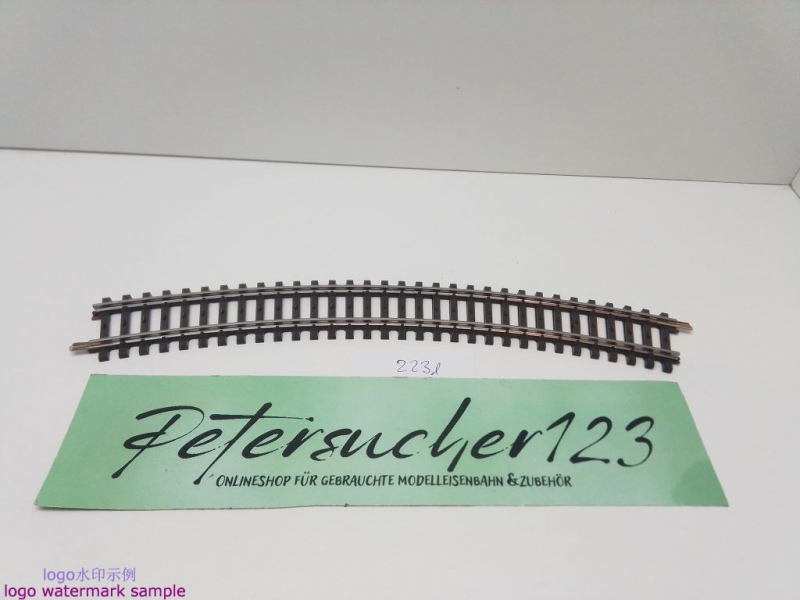 223l
Petersucher123
ONLINESHOP FÜR GEBRAUCHTE MODELLEISENBAHN & ZUBEHÖR
logo水印示例
logo watermark sample